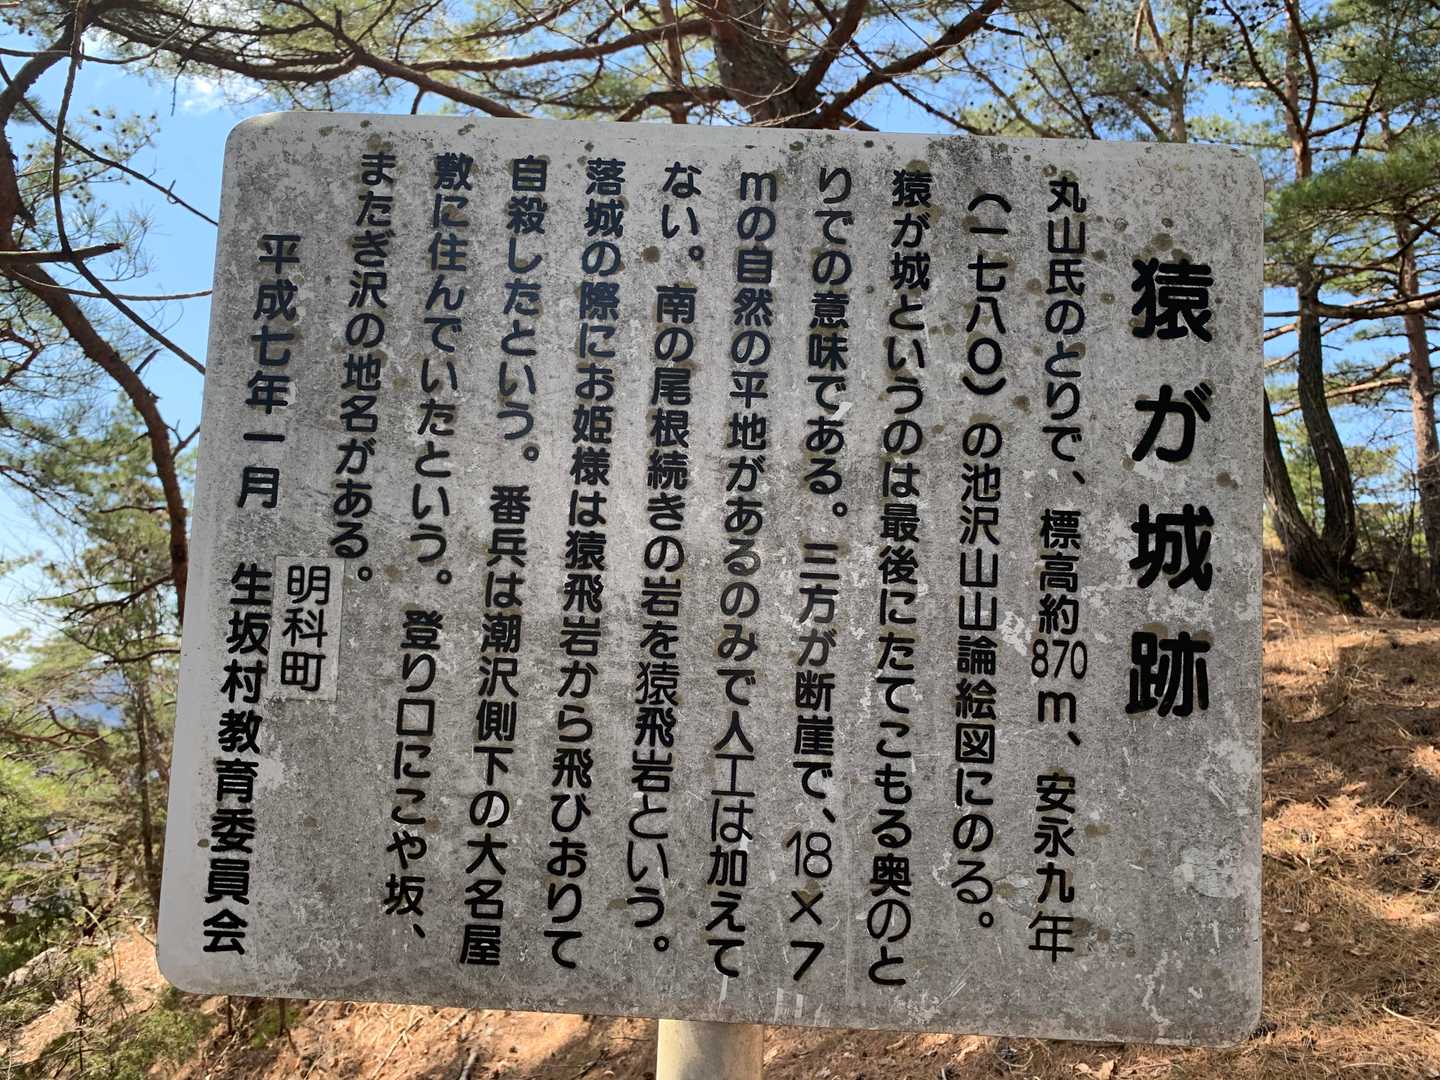 猿が城跡
丸山氏のとりで、標高約870m、安永九年
（一七八〇）の池沢山山論絵図にのる。
猿が城というのは最後にたてこもる奥のと
りでの意味である。三方が断崖で、18×7
mの自然の平地があるのみで人工は加えて
ない。南の尾根続きの岩を猿飛岩という。
落城の際にお姫様は猿飛岩から飛びおりて
自殺したという。番兵は潮沢側下の大名屋
敷に住んでいたという。登り口にこや坂、
またぎ沢の地名がある。
平成七年一月
明科町
生坂村教育委員会